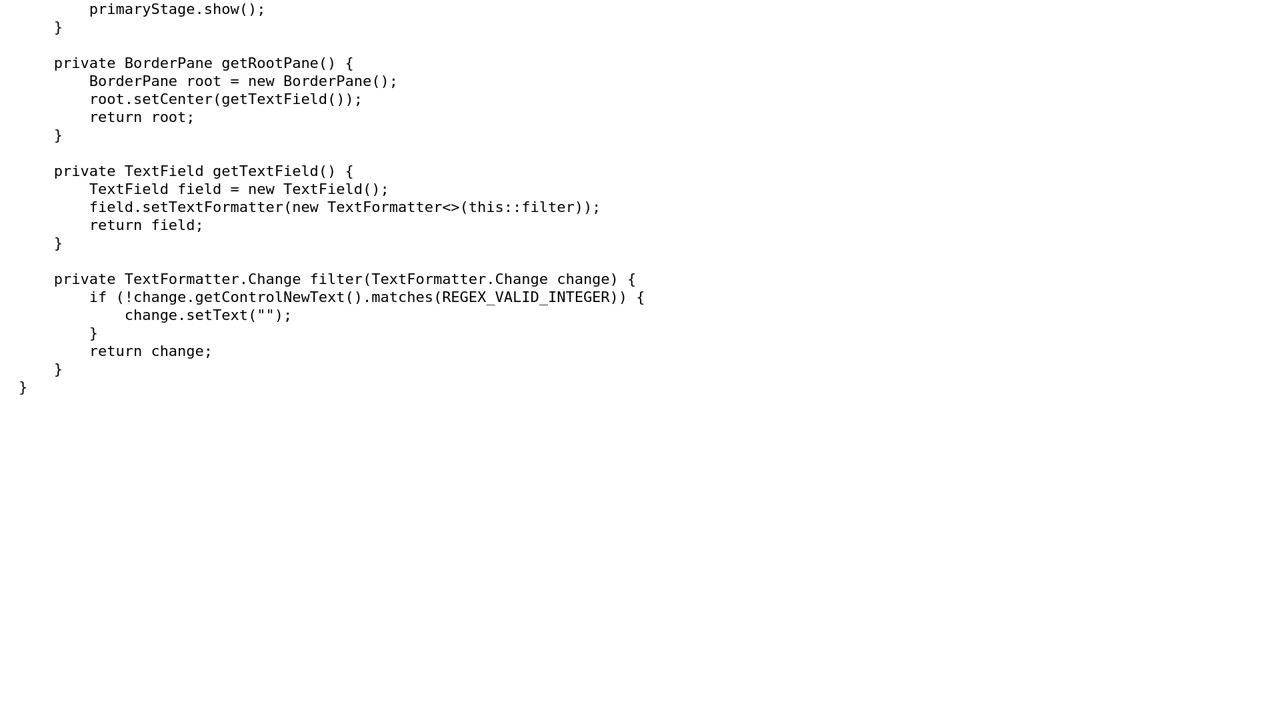 primaryStage.show();
    }

    private BorderPane getRootPane() {
        BorderPane root = new BorderPane();
        root.setCenter(getTextField());
        return root;
    }

    private TextField getTextField() {
        TextField field = new TextField();
        field.setTextFormatter(new TextFormatter<>(this::filter));
        return field;
    }

    private TextFormatter.Change filter(TextFormatter.Change change) {
        if (!change.getControlNewText().matches(REGEX_VALID_INTEGER)) {
            change.setText("");
        }
        return change;
    }
}